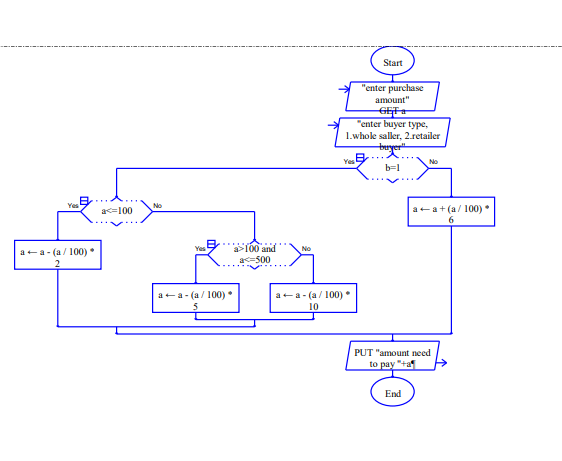 Start
"enter purchase
amount"
GET a
"enter buyer type,
1.whole saller, 2.retailer
buyer"
Yes
No
b=1
Yes
No
a<=100
a ← a + (a / 100) *
6
Yes
No
a>100 and
a<=500
a ← a - (a / 100) *
2
a ← a - (a / 100) *
5
a ← a - (a / 100) *
10
PUT "amount need
to pay "+a¶
End